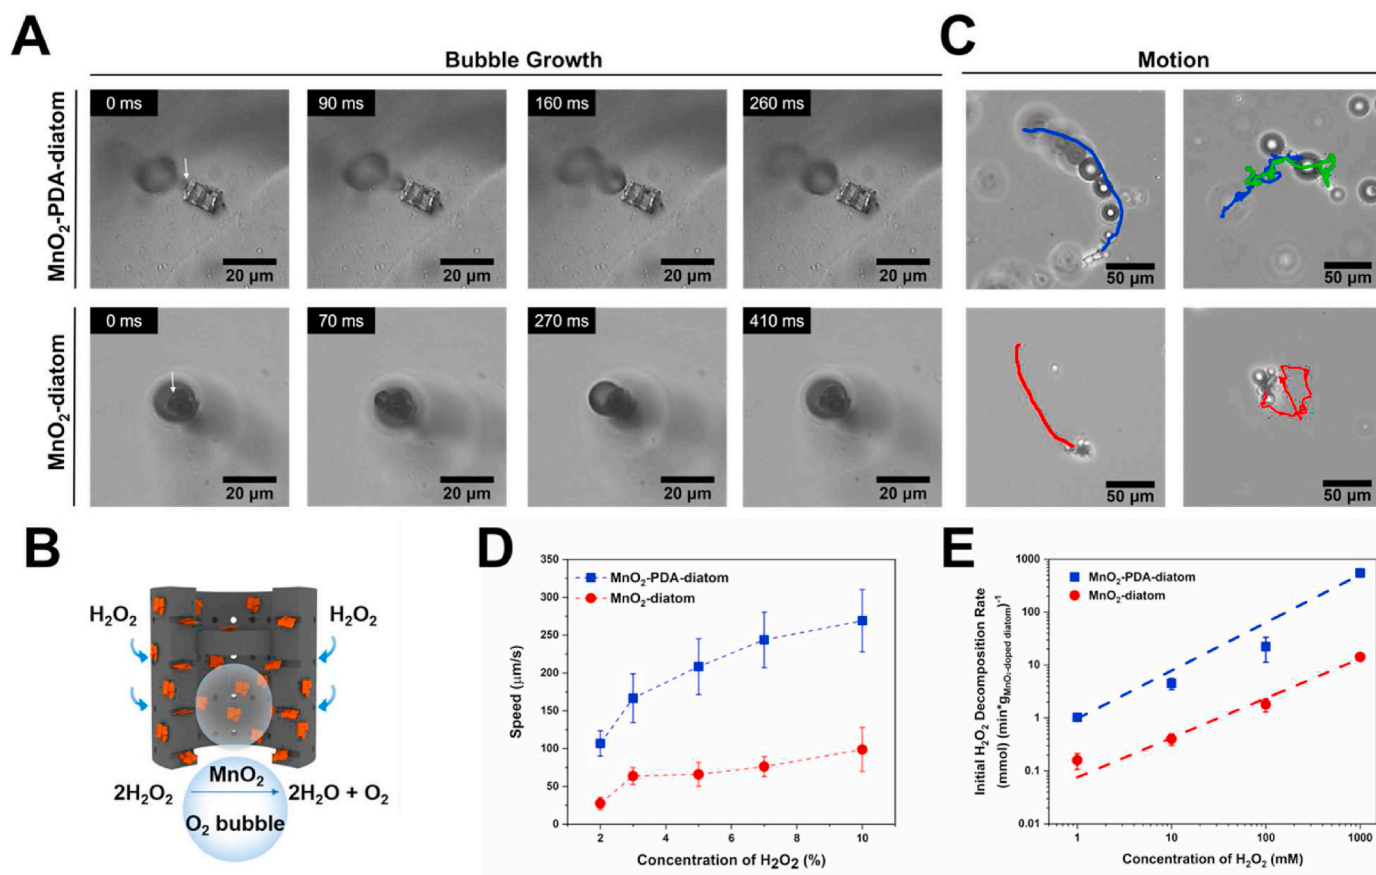 A
Bubble Growth
C
Motion
MnO₂-PDA-diatom
0 ms
90 ms
160 ms
260 ms
20 µm
20 µm
20 µm
20 µm
50 µm
50 µm
MnO₂-diatom
0 ms
70 ms
270 ms
410 ms
20 µm
20 µm
20 µm
20 µm
50 µm
50 µm
B
H₂O₂
H₂O₂
MnO₂
2H₂O₂
2H₂O + O₂
O₂ bubble
D
Speed (µm/s)
350
300
250
200
150
100
50
0
MnO₂-PDA-diatom
MnO₂-diatom
2
4
6
8
10
Concentration of H₂O₂ (%)
E
Initial H₂O₂ Decomposition Rate
(mmol) (min*gMnO₂-doped diatom)⁻¹
1000
100
10
1
0.1
0.01
MnO₂-PDA-diatom
MnO₂-diatom
1
10
100
1000
Concentration of H₂O₂ (mM)